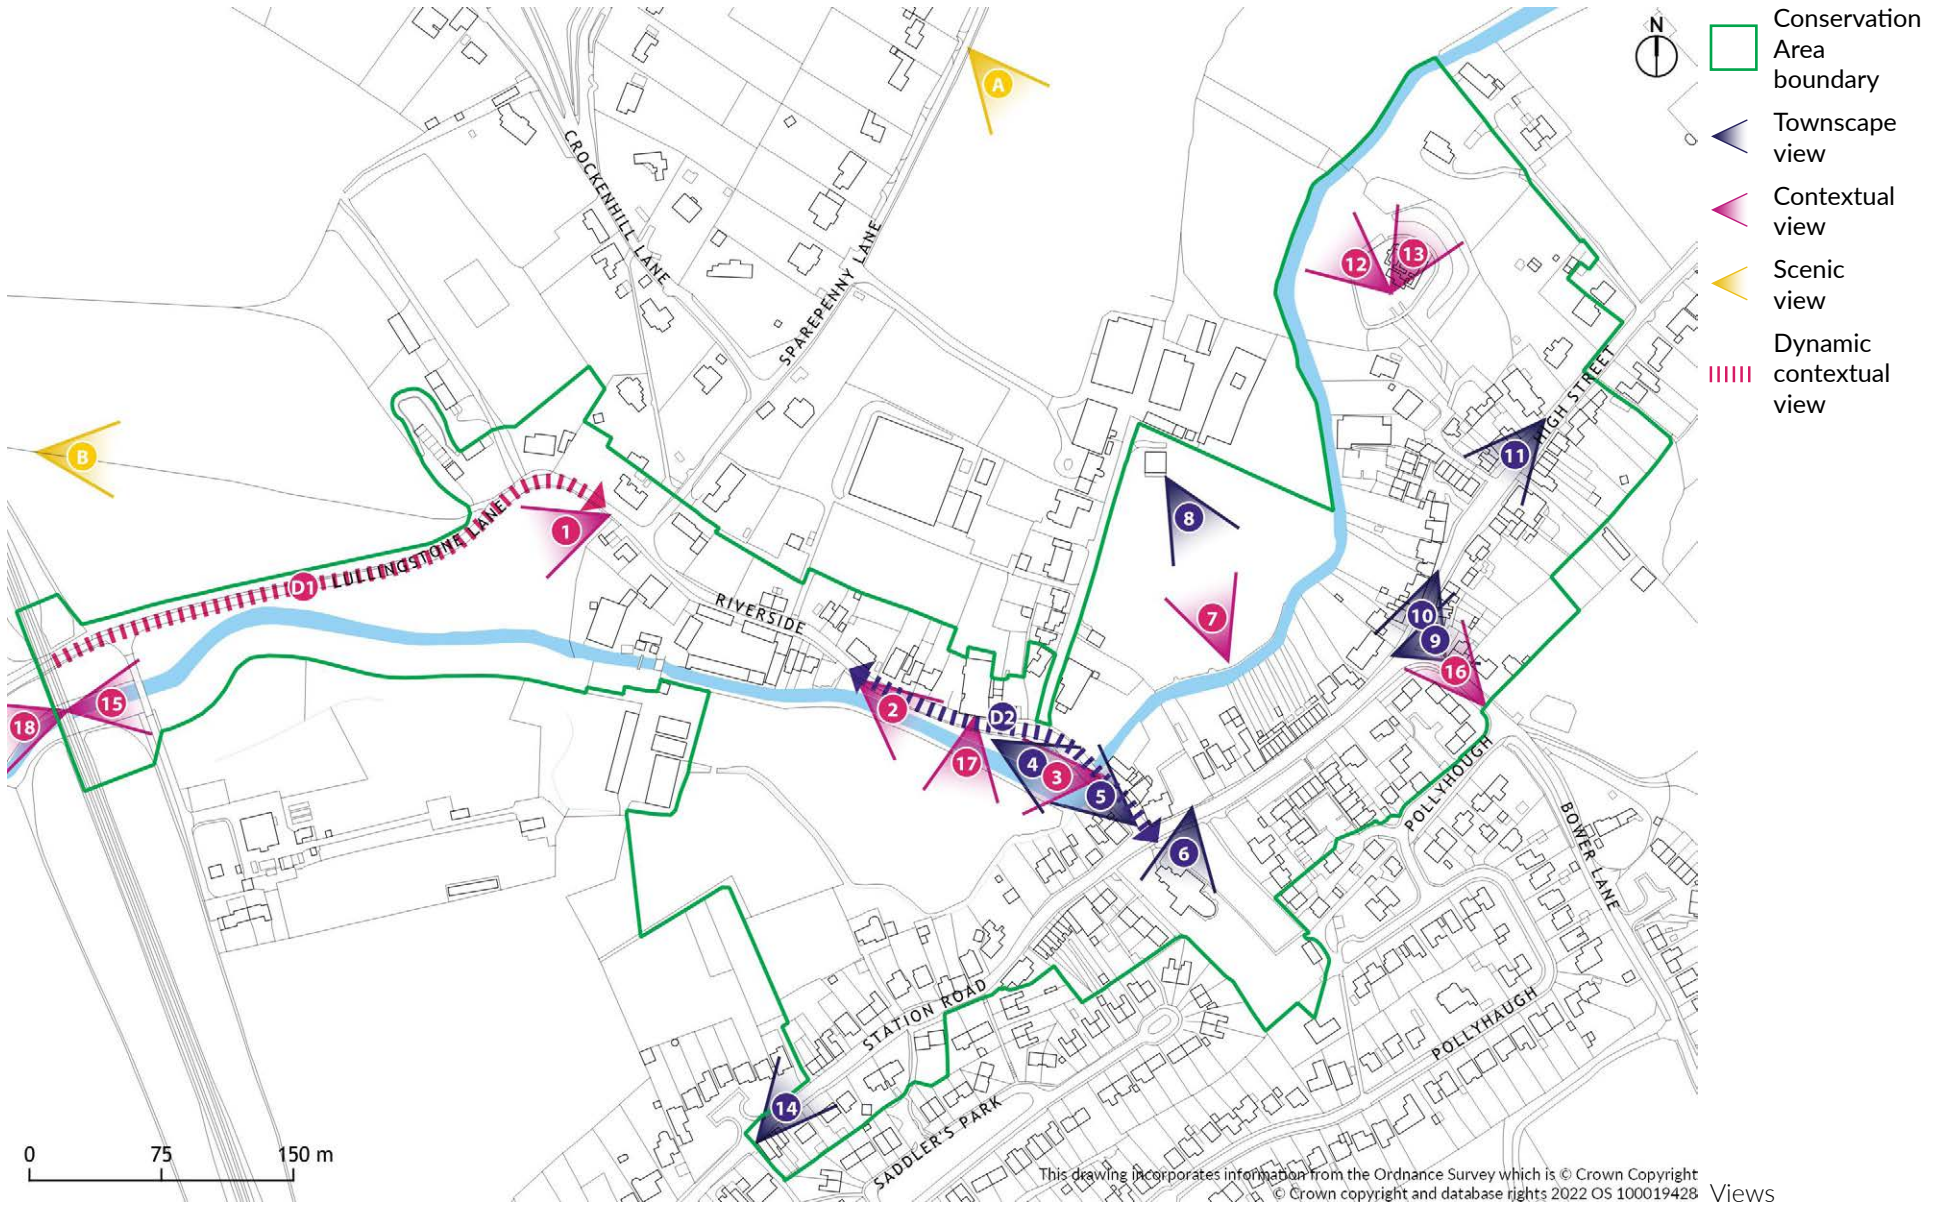 N
Conservation
Area
boundary
Townscape
view
Contextual
view
Scenic
view
Dynamic
contextual
view
A
CROCKENHILL LANE
SPAREPENNY LANE
12
13
HIGH STREET
11
B
1
8
LULLINGSTONE LANE
D1
RIVERSIDE
7
10
9
16
15
18
2
D2
17
4
3
5
6
POLLYHOUGH
BOWER LANE
STATION ROAD
POLLYHAUGH
14
SADDLER'S PARK
0 75 150 m
This drawing incorporates information from the Ordnance Survey which is © Crown Copyright
© Crown copyright and database rights 2022 OS 100019428
Views